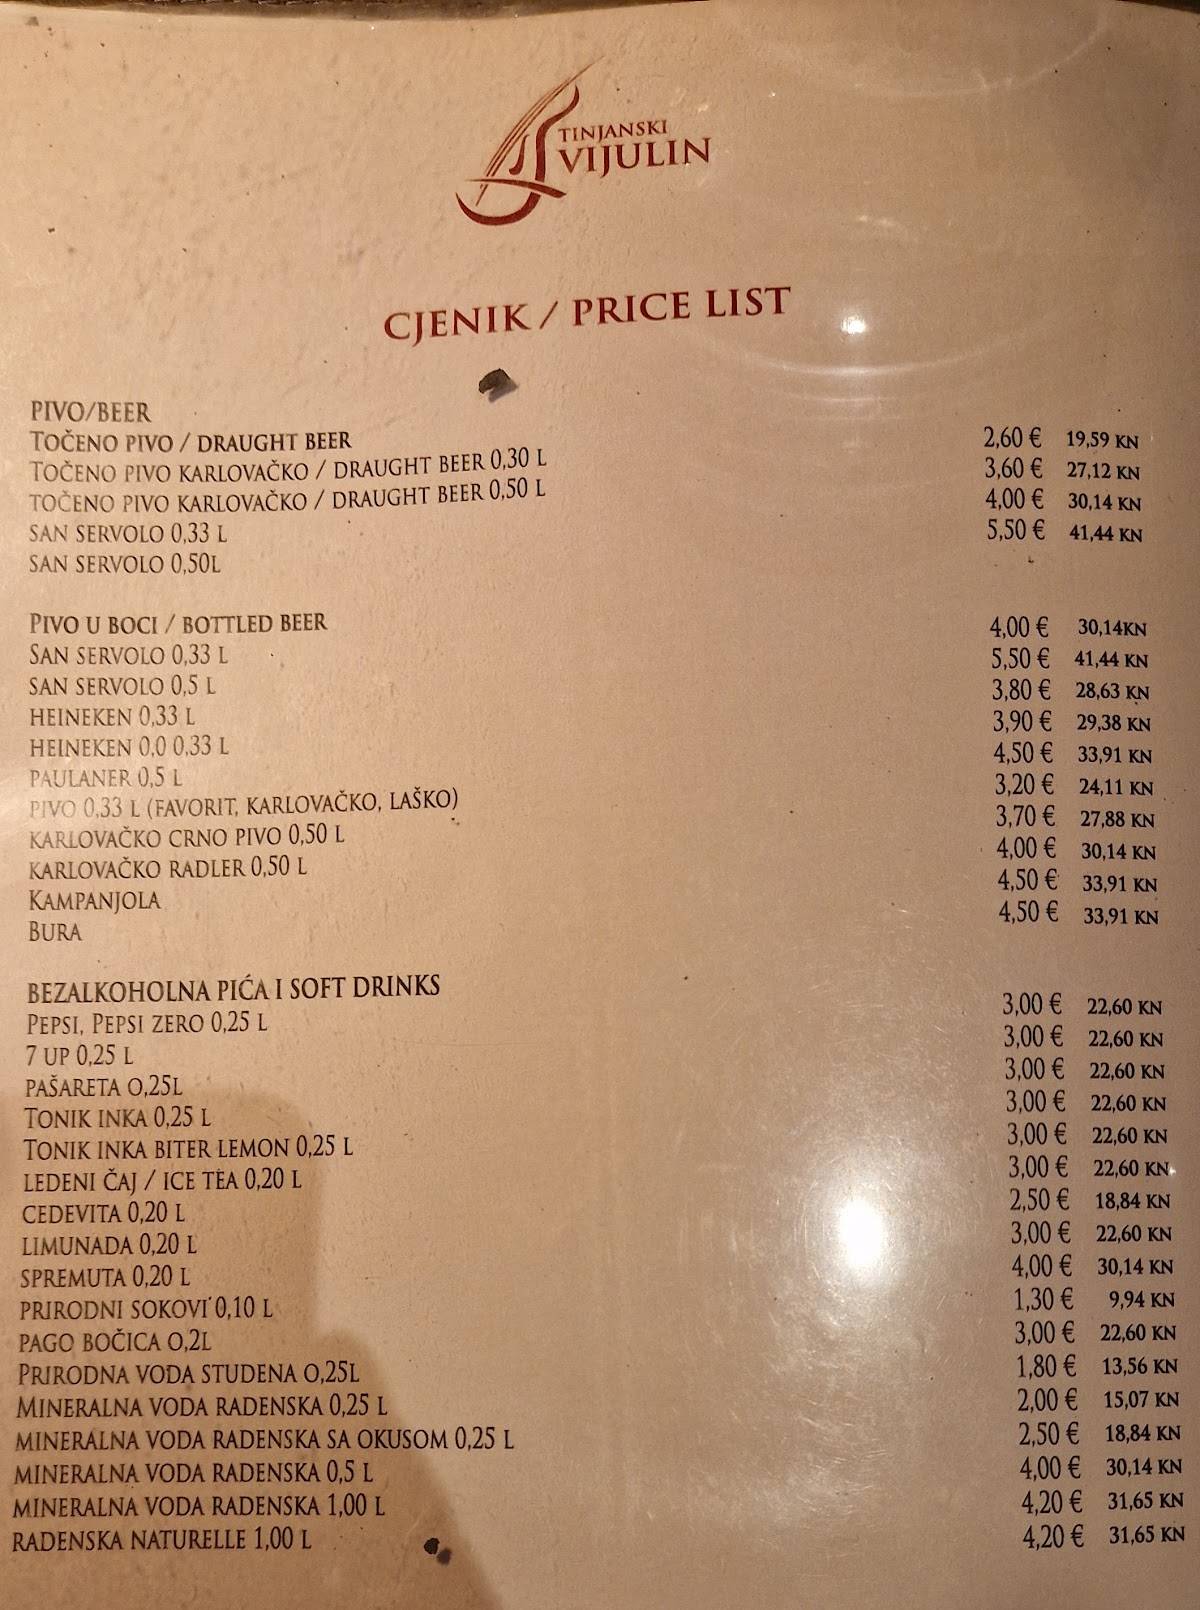 TINJANSKI
VIJULIN
CJENIK / PRICE LIST
PIVO/BEER
TOČENO PIVO / DRAUGHT BEER
TOČENO PIVO KARLOVAČKO / DRAUGHT BEER 0,30 L 2,60 € 19,59 KN
TOČENO PIVO KARLOVAČKO / DRAUGHT BEER 0,50 L 3,60 € 27,12 KN
SAN SERVOLO 0,33 L 4,00 € 30,14 KN
SAN SERVOLO 0,50L 5,50 € 41,44 KN
PIVO U BOCI / BOTTLED BEER
SAN SERVOLO 0,33 L 4,00 € 30,14KN
SAN SERVOLO 0,5 L 5,50 € 41,44 KN
HEINEKEN 0,33 L 3,80 € 28,63 KN
HEINEKEN 0,0 0,33 L 3,90 € 29,38 KN
PAULANER 0,5 L 4,50 € 33,91 KN
PIVO 0,33 L (FAVORIT, KARLOVAČKO, LAŠKO) 3,20 € 24,11 KN
KARLOVAČKO CRNO PIVO 0,50 L 3,70 € 27,88 KN
KARLOVAČKO RADLER 0,50 L 4,00 € 30,14 KN
KAMPANJOLA 4,50 € 33,91 KN
BURA 4,50 € 33,91 KN
BEZALKOHOLNA PIĆA I SOFT DRINKS
PEPSI, PEPSI ZERO 0,25 L 3,00 € 22,60 KN
7 UP 0,25 L 3,00 € 22,60 KN
PAŠARETA 0,25L 3,00 € 22,60 KN
TONIK INKA 0,25 L 3,00 € 22,60 KN
TONIK INKA BITER LEMON 0,25 L 3,00 € 22,60 KN
LEDENI ČAJ / ICE TEA 0,20 L 3,00 € 22,60 KN
CEDEVITA 0,20 L 2,50 € 18,84 KN
LIMUNADA 0,20 L 3,00 € 22,60 KN
SPREMUTA 0,20 L 4,00 € 30,14 KN
PRIRODNI SOKOVI 0,10 L 1,30 € 9,94 KN
PAGO BOČICA 0,2L 3,00 € 22,60 KN
PRIRODNA VODA STUDENA 0,25L 1,80 € 13,56 KN
MINERALNA VODA RADENSKA 0,25 L 2,00 € 15,07 KN
MINERALNA VODA RADENSKA SA OKUSOM 0,25 L 2,50 € 18,84 KN
MINERALNA VODA RADENSKA 0,5 L 4,00 € 30,14 KN
MINERALNA VODA RADENSKA 1,00 L 4,20 € 31,65 KN
RADENSKA NATURELLE 1,00 L 4,20 € 31,65 KN